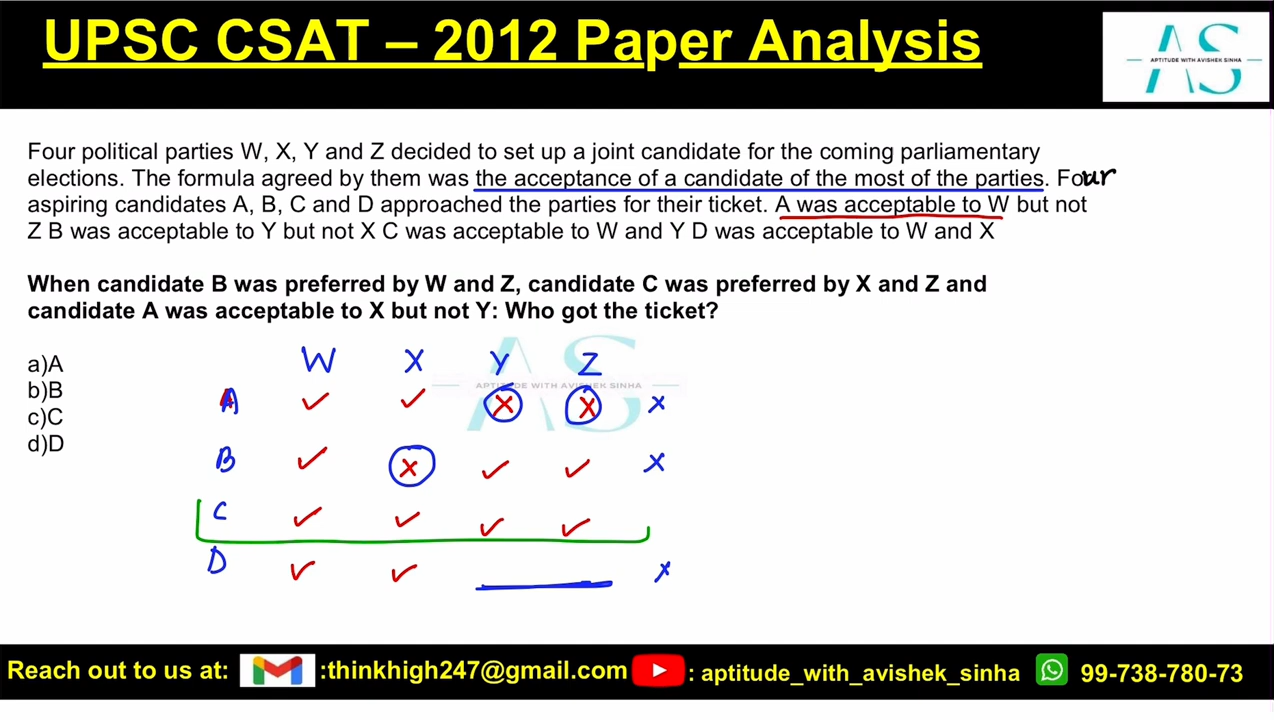 UPSC CSAT – 2012 Paper Analysis
AS
APTITUDE WITH AVISHEK SINHA
Four political parties W, X, Y and Z decided to set up a joint candidate for the coming parliamentary
elections. The formula agreed by them was the acceptance of a candidate of the most of the parties. Four
aspiring candidates A, B, C and D approached the parties for their ticket. A was acceptable to W but not
Z B was acceptable to Y but not X C was acceptable to W and Y D was acceptable to W and X
When candidate B was preferred by W and Z, candidate C was preferred by X and Z and
candidate A was acceptable to X but not Y: Who got the ticket?
a)A
b)B
c)C
d)D
W X Y Z
APTITUDE WITH AVISHEK SINHA
A ✓ ✓ x x x
B ✓ x ✓ ✓ x
C ✓ ✓ ✓ ✓
D ✓ ✓ x
Reach out to us at: :thinkhigh247@gmail.com : aptitude_with_avishek_sinha 99-738-780-73